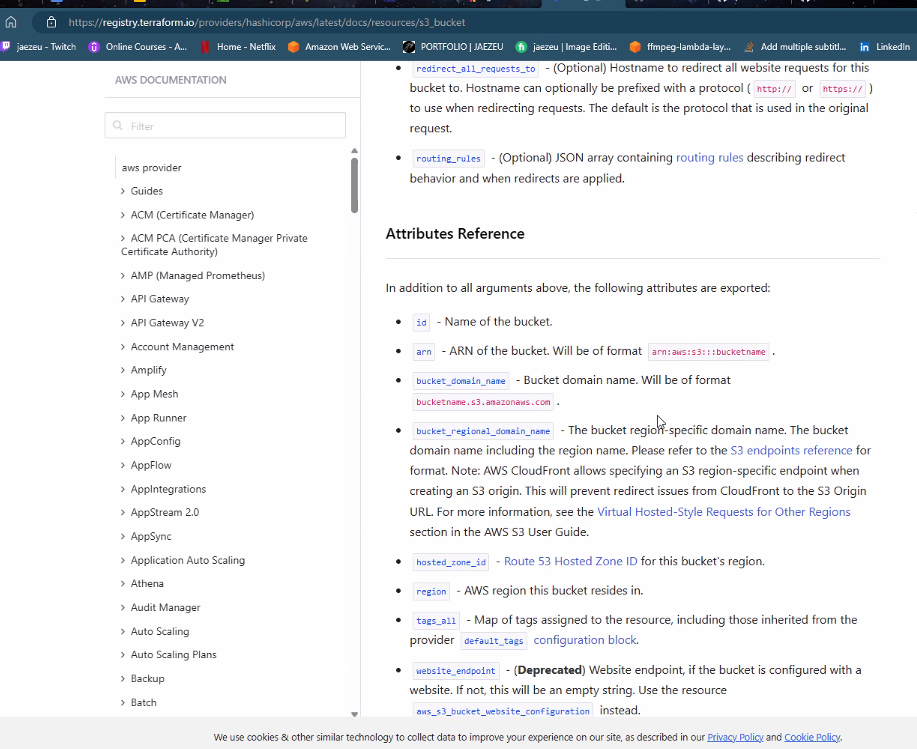 https://registry.terraform.io/providers/hashicorp/aws/latest/docs/resources/s3_bucket
jaezeu - Twitch Online Courses - A... Home - Netflix Amazon Web Servic... PORTFOLIO | JAEZEU jaezeu | Image Editi... ffmpeg-lambda-lay... Add multiple subtitl... LinkedIn
AWS DOCUMENTATION
Filter
aws provider
Guides
ACM (Certificate Manager)
ACM PCA (Certificate Manager Private
Certificate Authority)
AMP (Managed Prometheus)
API Gateway
API Gateway V2
Account Management
Amplify
App Mesh
App Runner
AppConfig
AppFlow
AppIntegrations
AppStream 2.0
AppSync
Application Auto Scaling
Athena
Audit Manager
Auto Scaling
Auto Scaling Plans
Backup
Batch
redirect_all_requests_to - (Optional) Hostname to redirect all website requests for this
bucket to. Hostname can optionally be prefixed with a protocol ( http:// or https:// )
to use when redirecting requests. The default is the protocol that is used in the original
request.
routing_rules - (Optional) JSON array containing routing rules describing redirect
behavior and when redirects are applied.
Attributes Reference
In addition to all arguments above, the following attributes are exported:
id - Name of the bucket.
arn - ARN of the bucket. Will be of format arn:aws:s3:::bucketname .
bucket_domain_name - Bucket domain name. Will be of format
bucketname.s3.amazonaws.com .
bucket_regional_domain_name - The bucket region-specific domain name. The bucket
domain name including the region name. Please refer to the S3 endpoints reference for
format. Note: AWS CloudFront allows specifying an S3 region-specific endpoint when
creating an S3 origin. This will prevent redirect issues from CloudFront to the S3 Origin
URL. For more information, see the Virtual Hosted-Style Requests for Other Regions
section in the AWS S3 User Guide.
hosted_zone_id - Route 53 Hosted Zone ID for this bucket's region.
region - AWS region this bucket resides in.
tags_all - Map of tags assigned to the resource, including those inherited from the
provider default_tags configuration block.
website_endpoint - (Deprecated) Website endpoint, if the bucket is configured with a
website. If not, this will be an empty string. Use the resource
aws_s3_bucket_website_configuration instead.
We use cookies & other similar technology to collect data to improve your experience on our site, as described in our Privacy Policy and Cookie Policy.